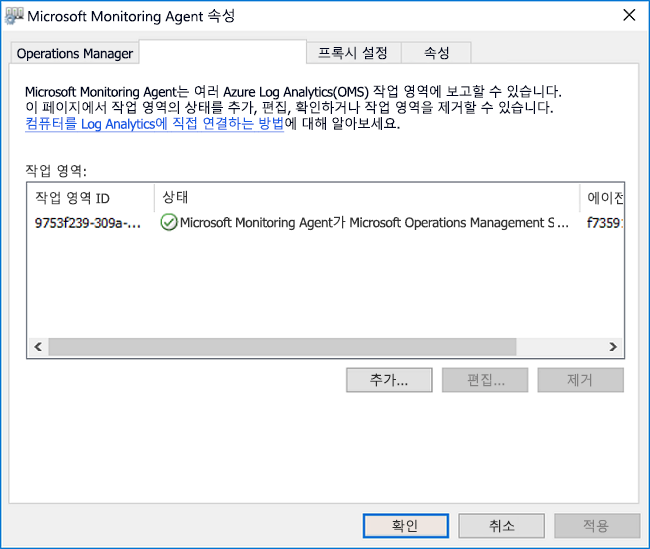 Microsoft Monitoring Agent 속성
Operations Manager
프록시 설정
속성
Microsoft Monitoring Agent는 여러 Azure Log Analytics(OMS) 작업 영역에 보고할 수 있습니다.
이 페이지에서 작업 영역의 상태를 추가, 편집, 확인하거나 작업 영역을 제거할 수 있습니다.
컴퓨터를 Log Analytics에 직접 연결하는 방법에 대해 알아보세요.
작업 영역:
작업 영역 ID 상태 에이전
9753f239-309a-... Microsoft Monitoring Agent가 Microsoft Operations Management S ... f7359
추가... 편집... 제거
확인 취소 적용